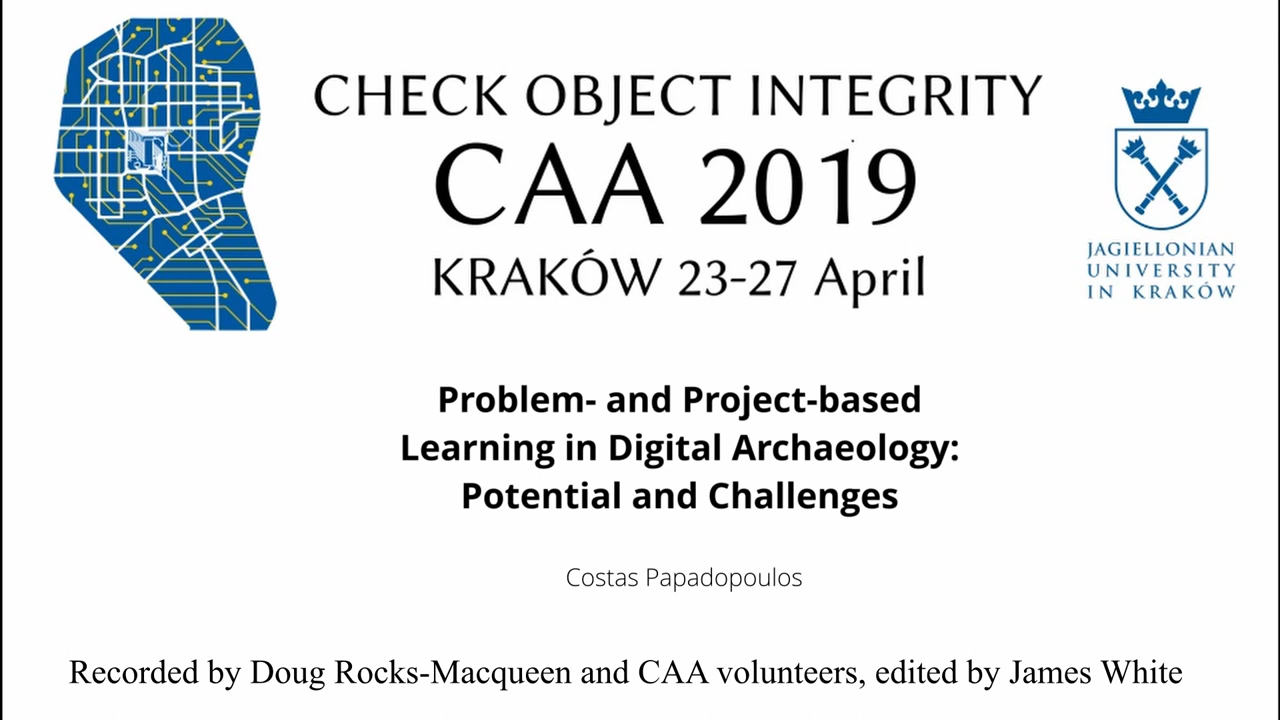 CHECK OBJECT INTEGRITY
CAA 2019
KRAKÓW 23-27 April
JAGIELLONIAN
UNIVERSITY
IN KRAKÓW
Problem- and Project-based
Learning in Digital Archaeology:
Potential and Challenges
Costas Papadopoulos
Recorded by Doug Rocks-Macqueen and CAA volunteers, edited by James White